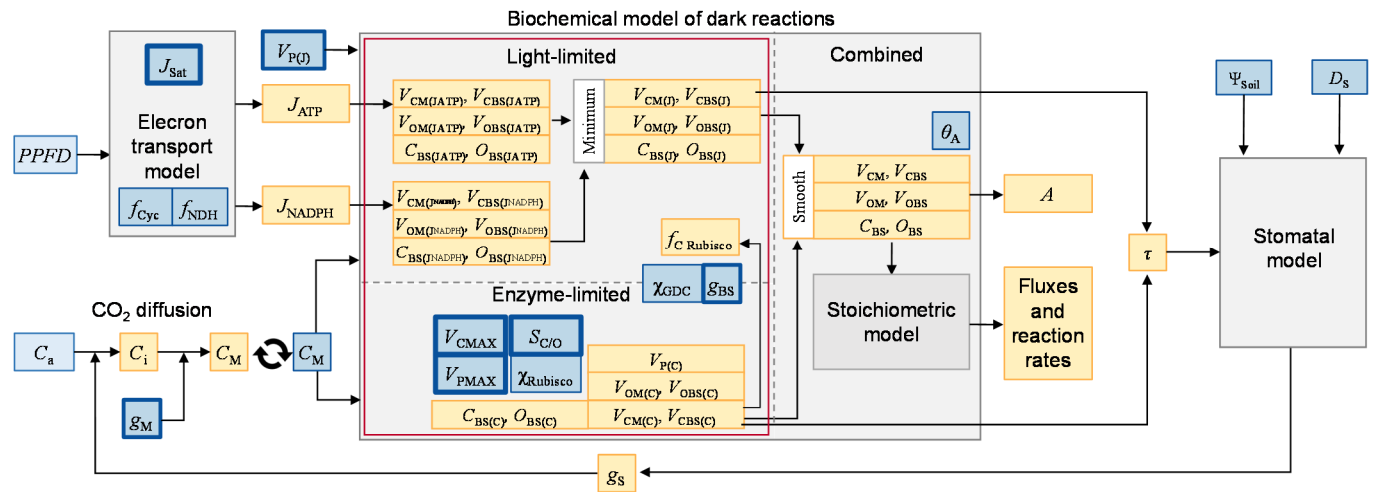 Biochemical model of dark reactions
J_Sat
V_P(J)
Light-limited
Combined
Ψ_Soil
D_S
J_ATP
V_CM(JATP), V_CBS(JATP)
V_OM(JATP), V_OBS(JATP)
C_BS(JATP), O_BS(JATP)
Minimum
V_CM(J), V_CBS(J)
V_OM(J), V_OBS(J)
C_BS(J), O_BS(J)
θ_A
Elecron
transport
model
PPFD
f_Cyc
f_NDH
J_NADPH
V_CM(JNADPH), V_CBS(JNADPH)
V_OM(JNADPH), V_OBS(JNADPH)
C_BS(JNADPH), O_BS(JNADPH)
Smooth
V_CM, V_CBS
V_OM, V_OBS
C_BS, O_BS
A
f_C Rubisco
τ
Stomatal
model
χ_GDC
g_BS
Enzyme-limited
Stoichiometric
model
Fluxes
and
reaction
rates
CO₂ diffusion
C_a
C_i
C_M
C_M
g_M
V_CMAX
S_C/O
V_PMAX
χ_Rubisco
V_P(C)
V_OM(C), V_OBS(C)
C_BS(C), O_BS(C)
V_CM(C), V_CBS(C)
g_S